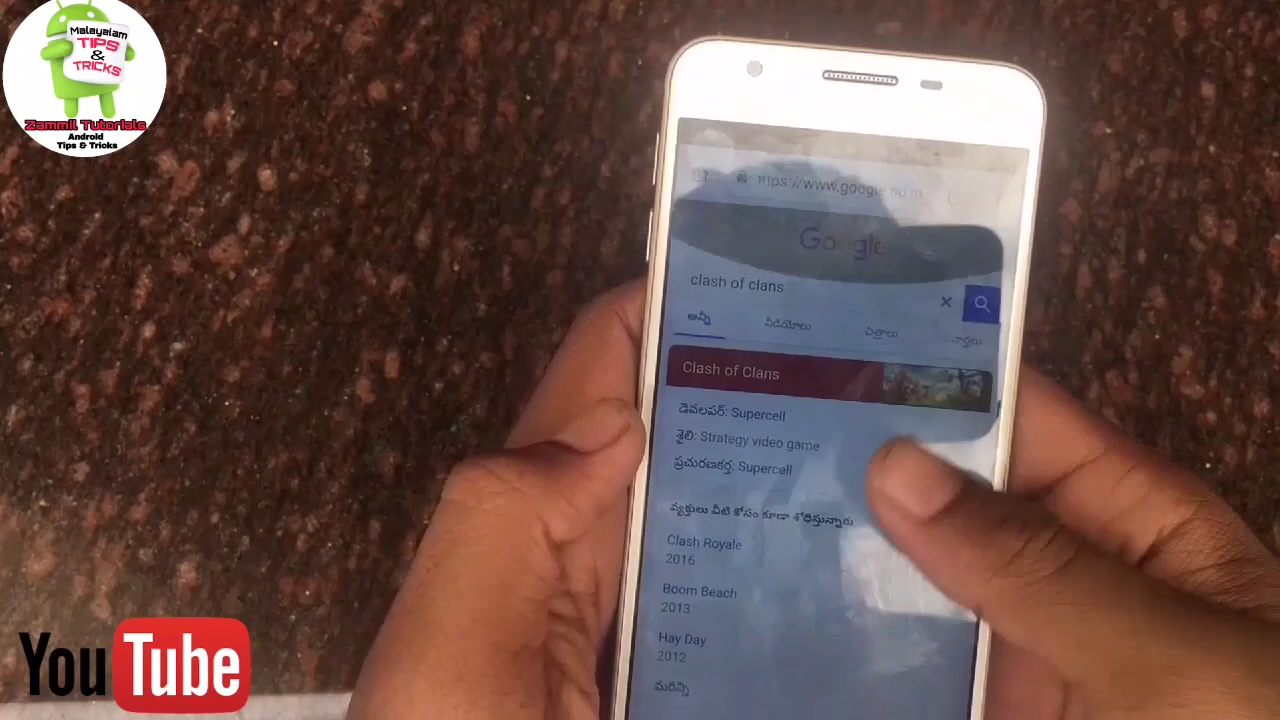 Malayalam
TIPS
&
TRICKS
Zammil Tutorials
Android
Tips & Tricks
https://www.google.co.in
Google
clash of clans
అన్నీ వీడియోలు చిత్రాలు వార్తలు
Clash of Clans
డెవలపర్: Supercell
శైలి: Strategy video game
ప్రచురణకర్త: Supercell
వ్యక్తులు వీటి కోసం కూడా శోధిస్తున్నారు
Clash Royale
2016
Boom Beach
2013
Hay Day
2012
మరిన్ని
YouTube